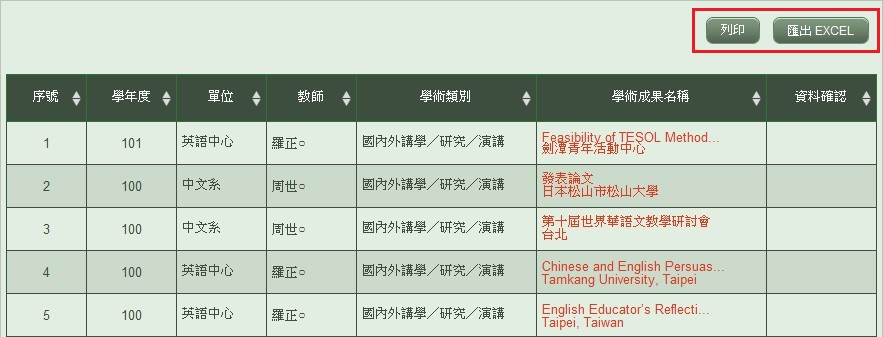 列印 匯出 EXCEL
序號 學年度 單位 教師 學術類別 學術成果名稱 資料確認
1 101 英語中心 羅正○ 國內外講學／研究／演講 Feasibility of TESOL Method...
劍潭青年活動中心
2 100 中文系 周世○ 國內外講學／研究／演講 發表論文
日本松山市松山大學
3 100 中文系 周世○ 國內外講學／研究／演講 第十屆世界華語文教學研討會
台北
4 100 英語中心 羅正○ 國內外講學／研究／演講 Chinese and English Persuas...
Tamkang University, Taipei
5 100 英語中心 羅正○ 國內外講學／研究／演講 English Educator's Reflecti...
Taipei, Taiwan